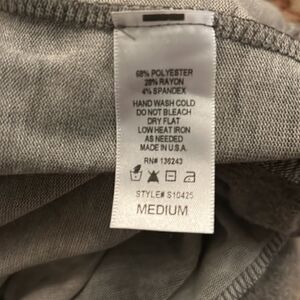 68% POLYESTER
28% RAYON
4% SPANDEX
HAND WASH COLD
DO NOT BLEACH
DRY FLAT
LOW HEAT IRON
AS NEEDED
MADE IN U.S.A.
RN# 136243
STYLE# S10425
MEDIUM